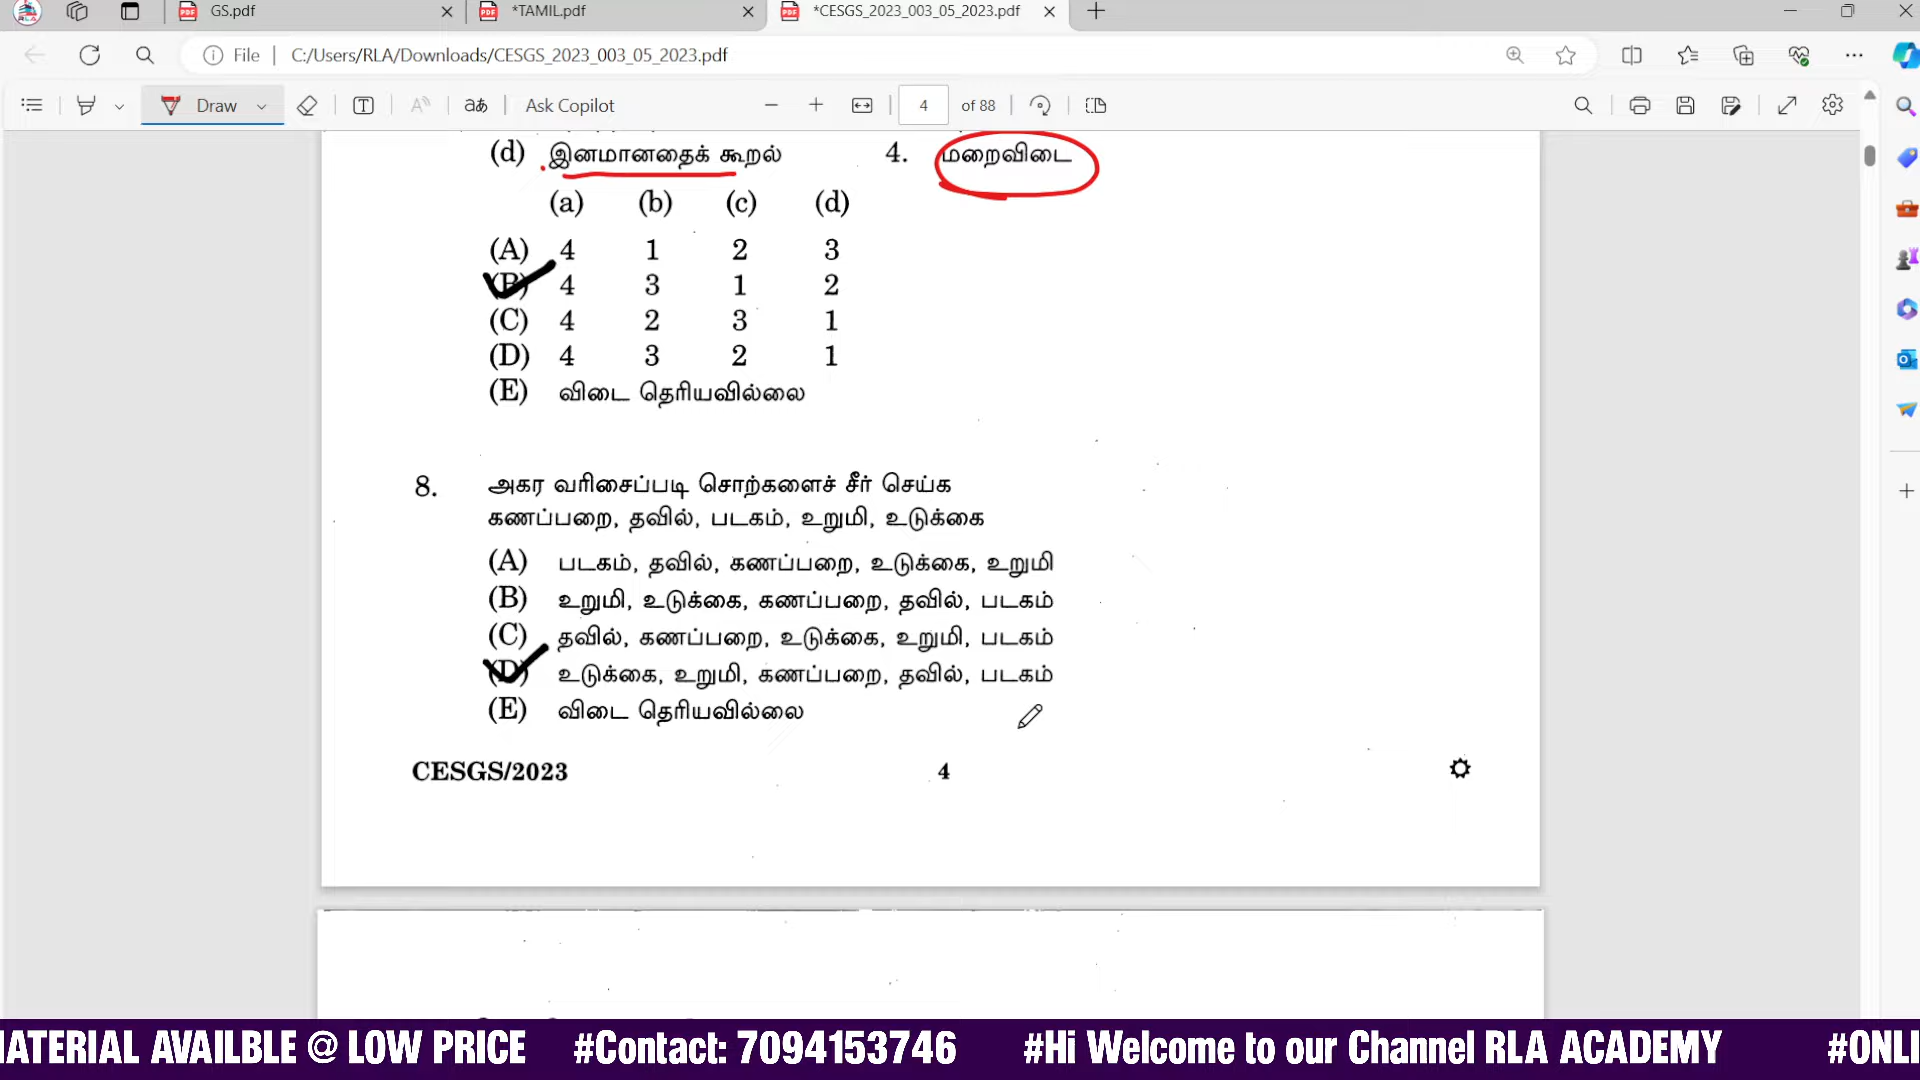 GS.pdf
*TAMIL.pdf
*CESGS_2023_003_05_2023.pdf
File
C:/Users/RLA/Downloads/CESGS_2023_003_05_2023.pdf
Draw
Ask Copilot
4 of 88
(d) இனமானதைக் கூறல் 4. மறைவிடை
(a) (b) (c) (d)
(A) 4 1 2 3
(B) 4 3 1 2
(C) 4 2 3 1
(D) 4 3 2 1
(E) விடை தெரியவில்லை
8. அகர வரிசைப்படி சொற்களைச் சீர் செய்க
கணப்பறை, தவில், படகம், உறுமி, உடுக்கை
(A) படகம், தவில், கணப்பறை, உடுக்கை, உறுமி
(B) உறுமி, உடுக்கை, கணப்பறை, தவில், படகம்
(C) தவில், கணப்பறை, உடுக்கை, உறுமி, படகம்
(D) உடுக்கை, உறுமி, கணப்பறை, தவில், படகம்
(E) விடை தெரியவில்லை
CESGS/2023 4
MATERIAL AVAILBLE @ LOW PRICE #Contact: 7094153746 #Hi Welcome to our Channel RLA ACADEMY #ONLI